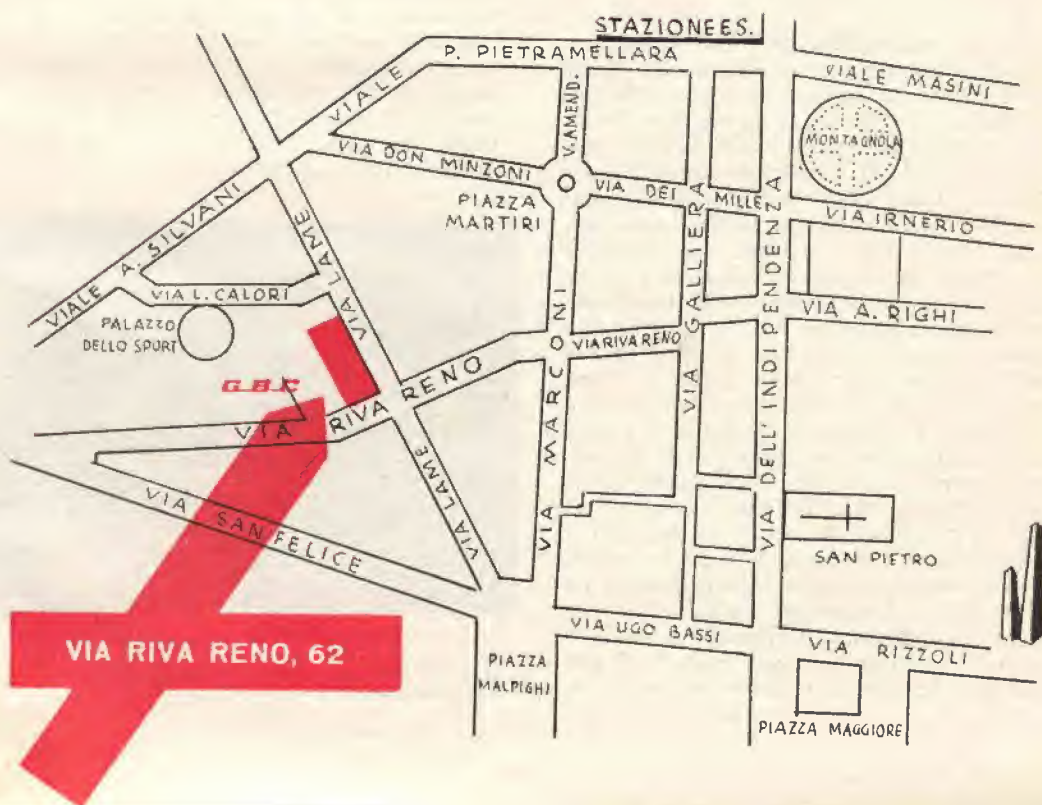 STAZIONE ES.
P. PIETRAMELLARA
VIALE
V. AMEND.
VIALE MASINI
MONTAGNOLA
VIA DON MINZONI
PIAZZA
MARTIRI
VIA DEI MILLE
VIA IRNERIO
VIALE A. SILVANI
VIA LAME
VIA L. CALORI
VIA GALLIERA
VIA DELL' INDIPENDENZA
VIA A. RIGHI
PALAZZO
DELLO SPORT
VIA LAME
VIA RIVA RENO
G.B.C.
VIA RIVA RENO
VIA MARCONI
VIA LAME
VIA SAN FELICE
SAN PIETRO
VIA UGO BASSI
VIA RIZZOLI
VIA RIVA RENO, 62
PIAZZA
MALPIGHI
PIAZZA MAGGIORE